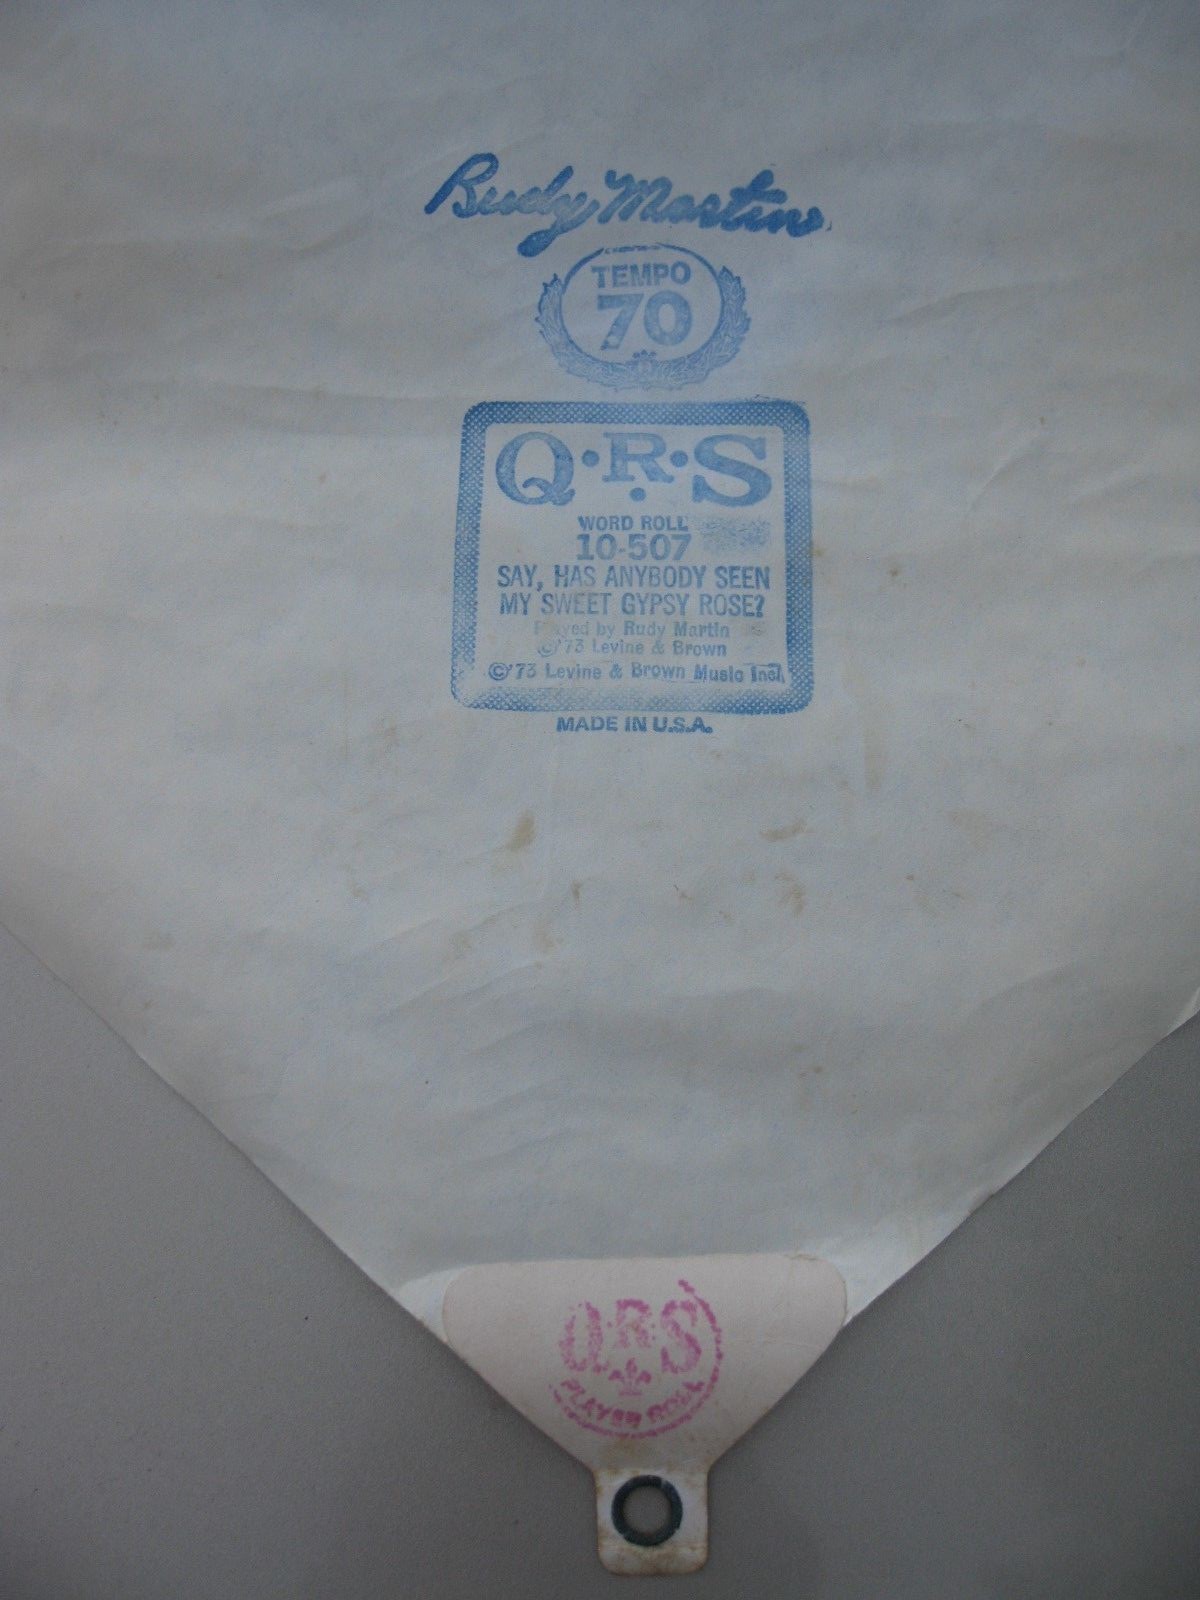 Rudy Martin
TEMPO
70
Q·R·S
WORD ROLL
10-507
SAY, HAS ANYBODY SEEN
MY SWEET GYPSY ROSE?
Played by Rudy Martin
©'73 Levine & Brown
©'73 Levine & Brown Music Inc.
MADE IN U.S.A.
Q·R·S
PLAYER ROLL